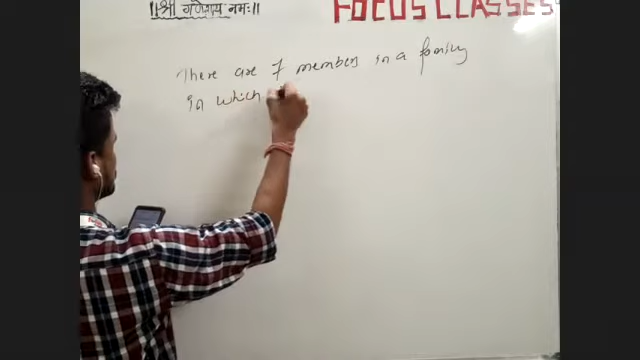 ||श्री गणेशाय नमः||
FOCUS CLASSES
There are 7 members in a family
in which